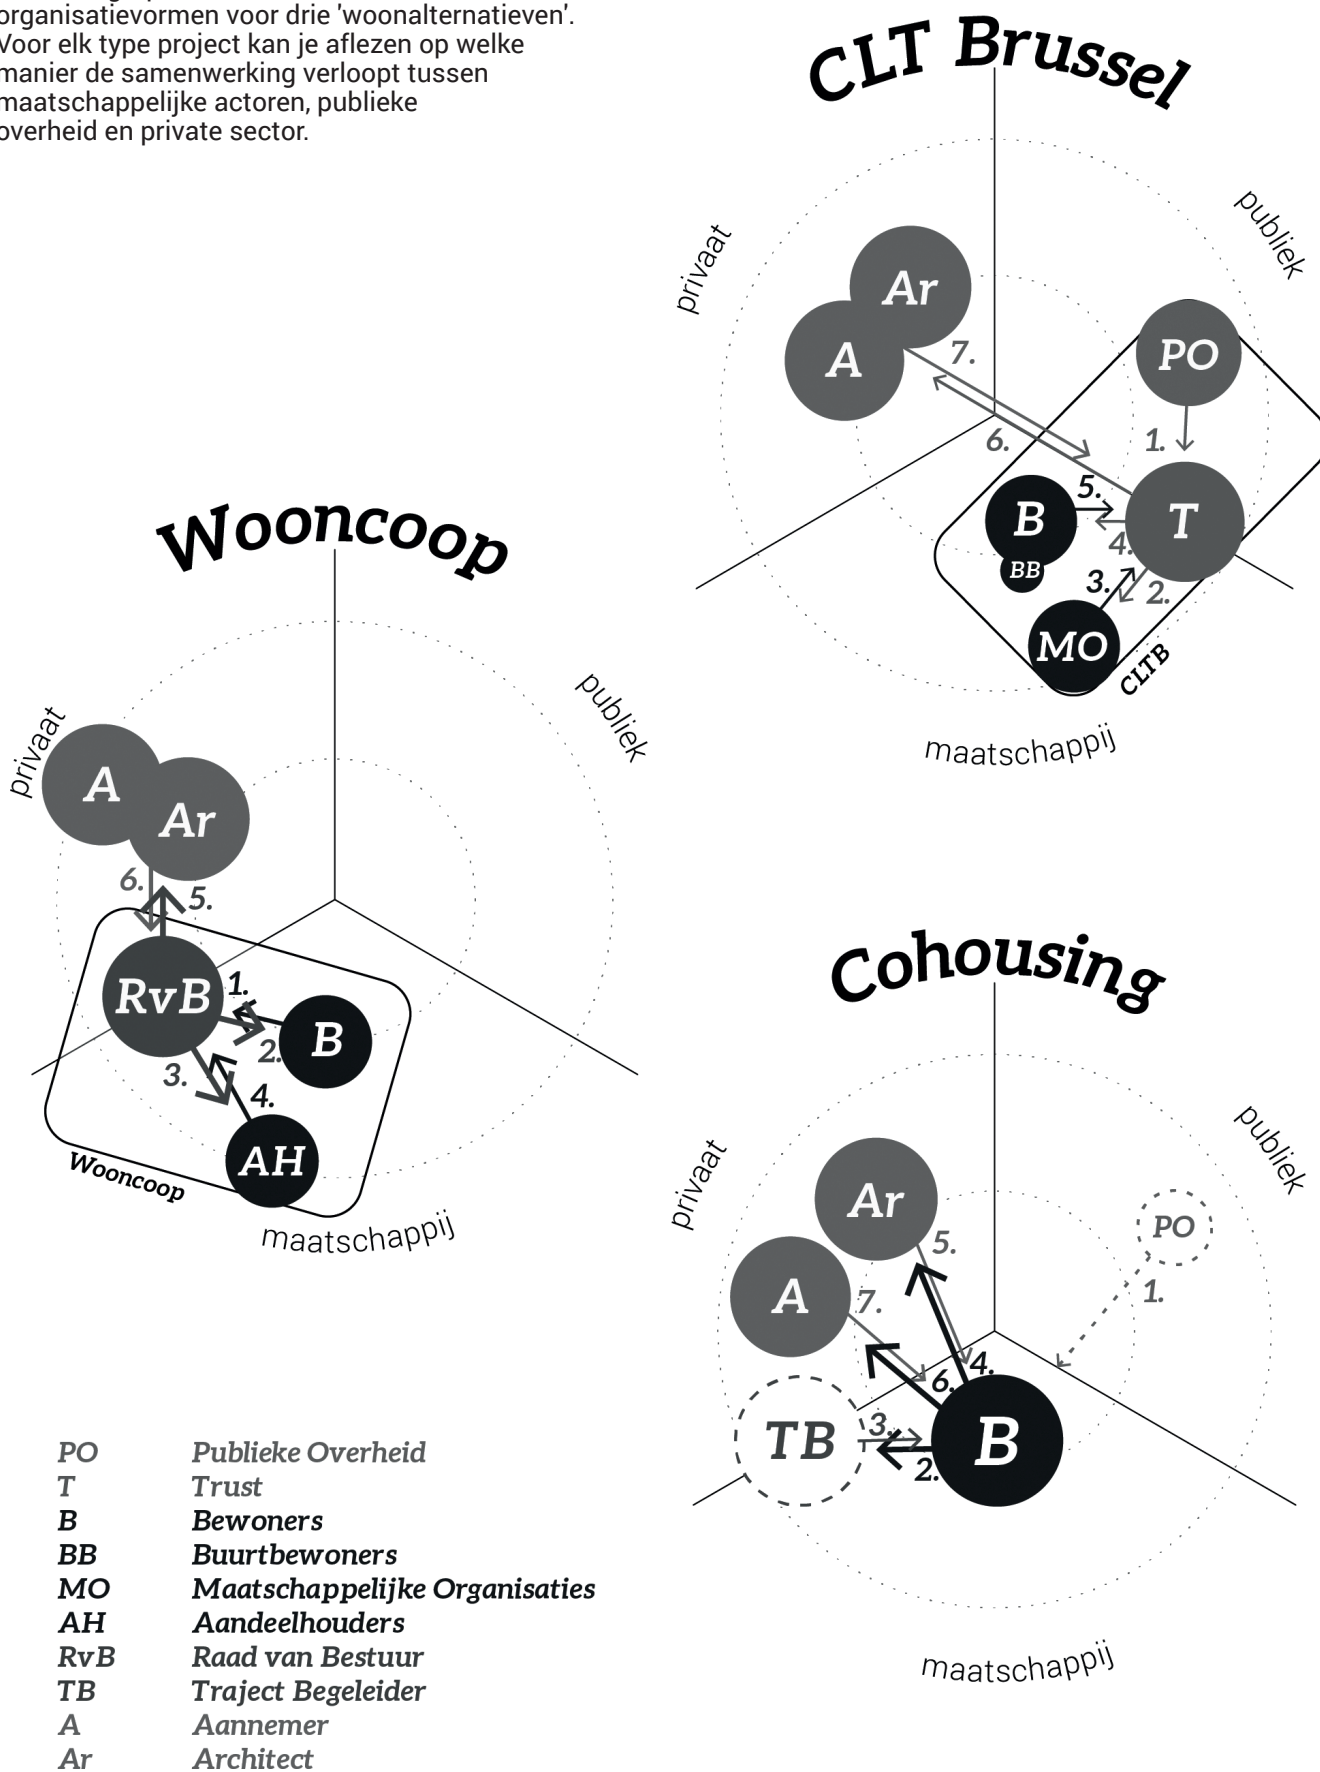 organisatievormen voor drie 'woonalternatieven'.
Voor elk type project kan je aflezen op welke
manier de samenwerking verloopt tussen
maatschappelijke actoren, publieke
overheid en private sector.
CLT Brussel
privaat
publiek
Ar
A
PO
7.
6.
1.
5.
B
T
4.
BB
3.
2.
MO
CLTB
maatschappij
Wooncoop
privaat
publiek
A
Ar
6.
5.
RvB
1.
B
2.
3.
4.
AH
Wooncoop
maatschappij
Cohousing
privaat
publiek
Ar
PO
5.
A
7.
1.
4.
6.
TB
3.
B
2.
maatschappij
PO Publieke Overheid
T Trust
B Bewoners
BB Buurtbewoners
MO Maatschappelijke Organisaties
AH Aandeelhouders
RvB Raad van Bestuur
TB Traject Begeleider
A Aannemer
Ar Architect